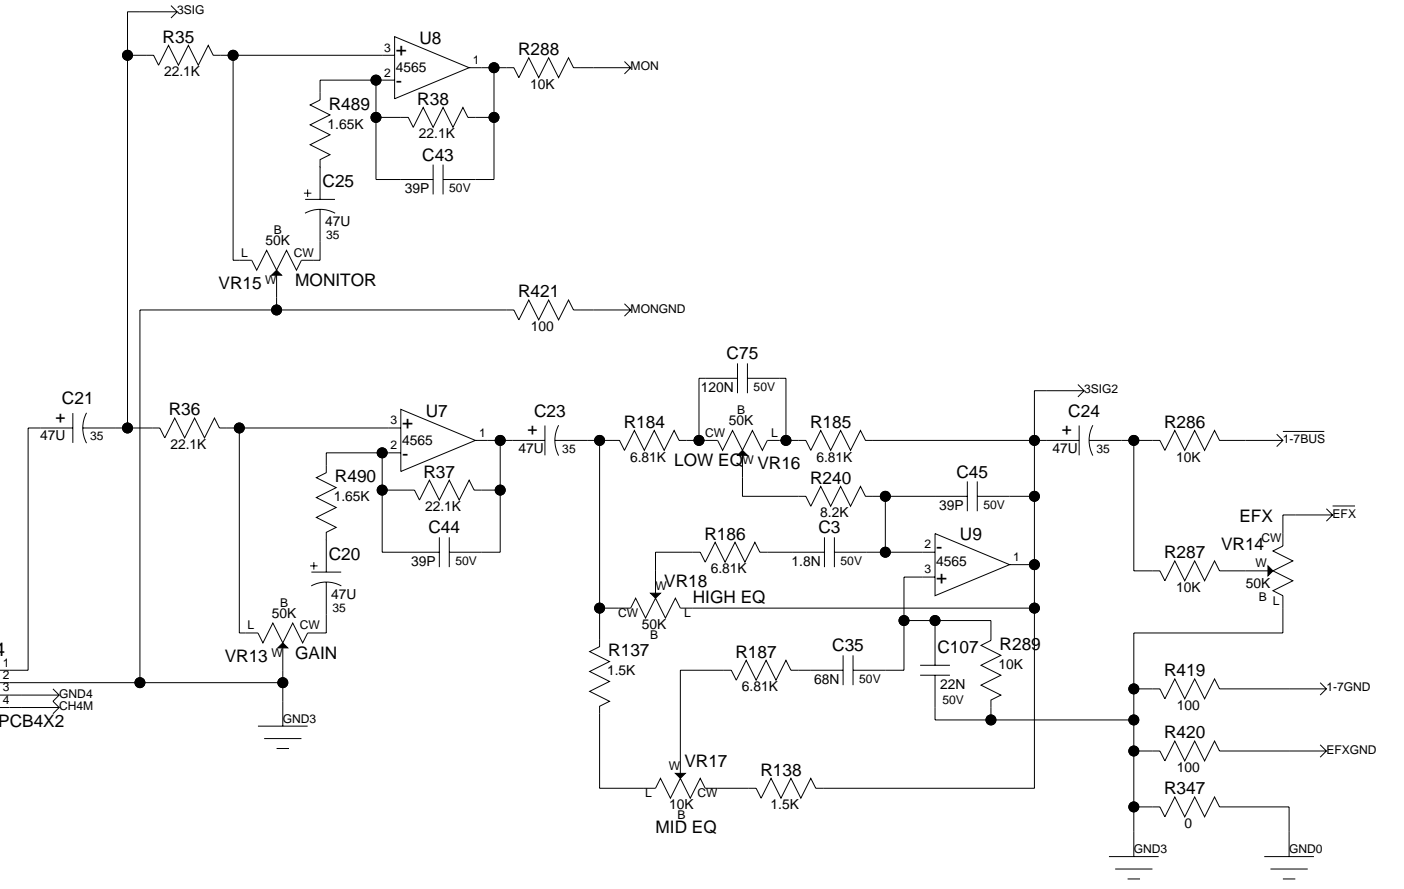 3SIG
R35
22.1K
3
+
U8
4565
2
-
1
R288
10K
MON
R489
1.65K
R38
22.1K
C43
39P
50V
+
C25
47U
35
B
50K
L
CW
VR15
W
MONITOR
R421
100
MONGND
C21
+
47U
35
R36
22.1K
3
+
U7
4565
2
-
1
R490
1.65K
R37
22.1K
C44
39P
50V
+
C20
47U
35
B
50K
L
CW
VR13
W
GAIN
4
1
2
3
4
GND4
CH4M
PCB4X2
GND3
C23
+
47U
35
C75
120N
50V
R184
6.81K
CW
B
50K
L
LOW EQ
W
VR16
R185
6.81K
R240
8.2K
C45
39P
50V
R186
6.81K
C3
1.8N
50V
2
-
U9
4565
3
+
1
W
VR18
HIGH EQ
CW
50K
B
L
R137
1.5K
R187
6.81K
C35
68N
50V
C107
22N
50V
R289
10K
W
VR17
L
10K
CW
B
MID EQ
R138
1.5K
3SIG2
C24
+
47U
35
R286
10K
1-7BUS
EFX
EFX
R287
10K
VR14
CW
W
50K
B
L
R419
100
1-7GND
R420
100
EFXGND
R347
0
GND3
GND0